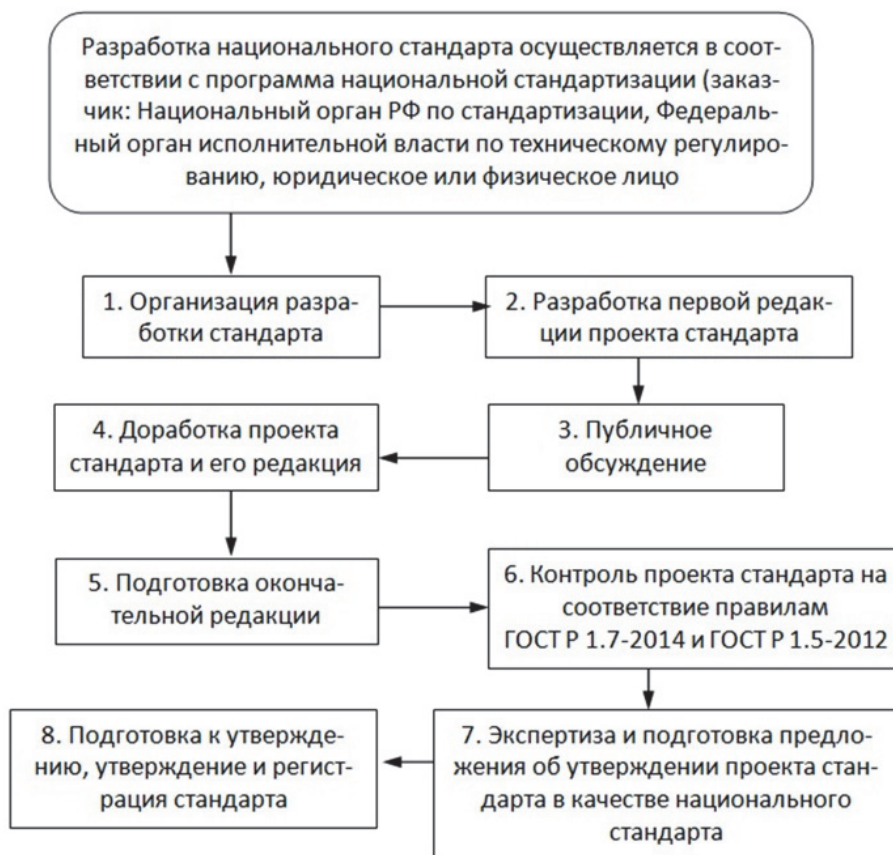 Разработка национального стандарта осуществляется в соот-
ветствии с программа национальной стандартизации (заказ-
чик: Национальный орган РФ по стандартизации, Федераль-
ный орган исполнительной власти по техническому регулиро-
ванию, юридическое или физическое лицо
1. Организация разра-
ботки стандарта
2. Разработка первой редак-
ции проекта стандарта
3. Публичное
обсуждение
4. Доработка проекта
стандарта и его редакция
5. Подготовка оконча-
тельной редакции
6. Контроль проекта стандарта на
соответствие правилам
ГОСТ Р 1.7-2014 и ГОСТ Р 1.5-2012
7. Экспертиза и подготовка предло-
жения об утверждении проекта стан-
дарта в качестве национального
стандарта
8. Подготовка к утвержде-
нию, утверждение и регист-
рация стандарта